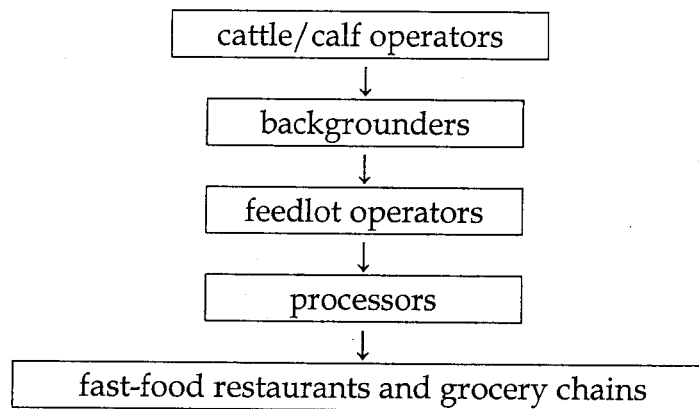 cattle/calf operators
backgrounders
feedlot operators
processors
fast-food restaurants and grocery chains